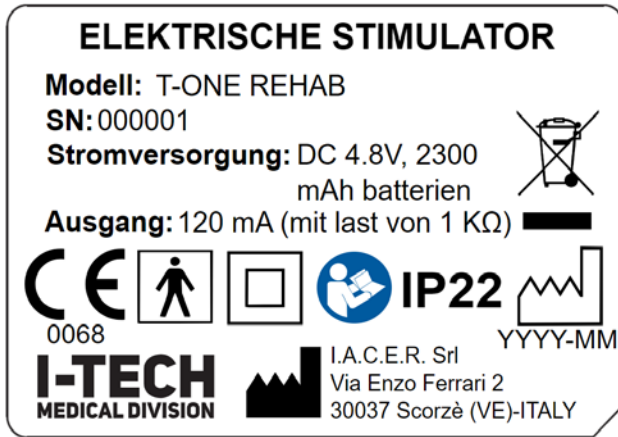 ELEKTRISCHE STIMULATOR
Modell: T-ONE REHAB
SN: 000001
Stromversorgung: DC 4.8V, 2300
mAh batterien
Ausgang: 120 mA (mit last von 1 KΩ)
CE
0068
IP22
YYYY-MM
I-TECH
MEDICAL DIVISION
I.A.C.E.R. Srl
Via Enzo Ferrari 2
30037 Scorzè (VE)-ITALY